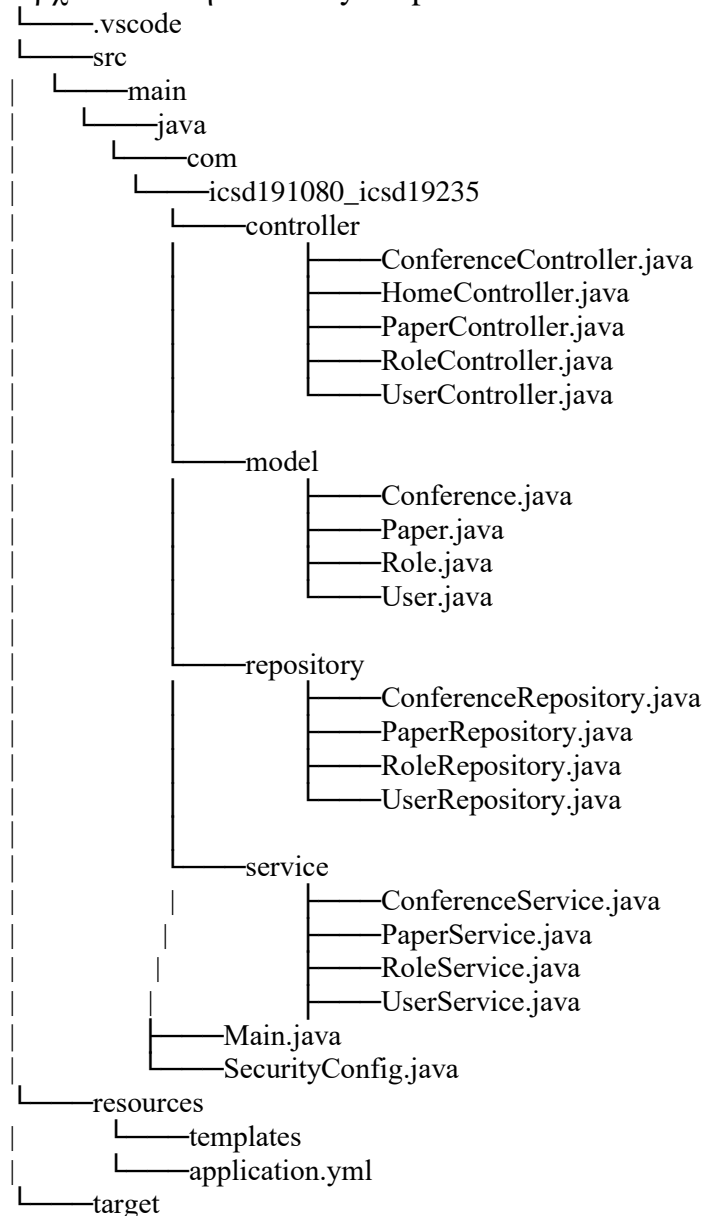 .vscode
src
main
java
com
icsd191080_icsd19235
controller
ConferenceController.java
HomeController.java
PaperController.java
RoleController.java
UserController.java
model
Conference.java
Paper.java
Role.java
User.java
repository
ConferenceRepository.java
PaperRepository.java
RoleRepository.java
UserRepository.java
service
ConferenceService.java
PaperService.java
RoleService.java
UserService.java
Main.java
SecurityConfig.java
resources
templates
application.yml
target